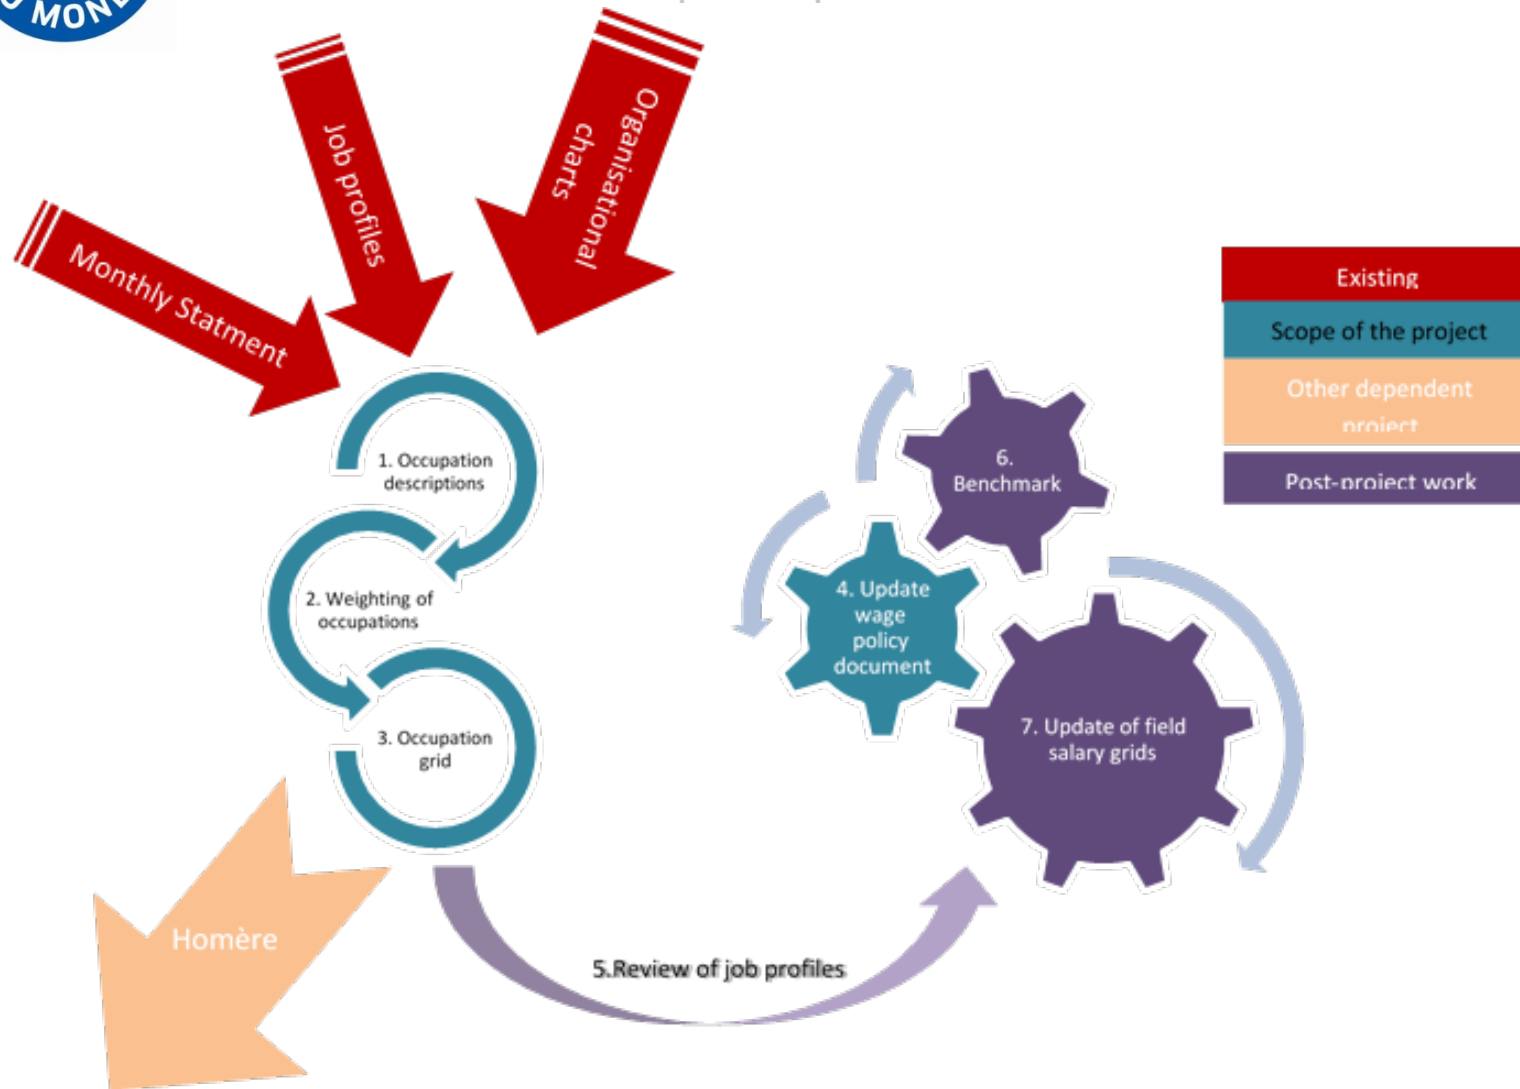 MON
Organisational
charts
Job profiles
Monthly Statment
Existing
Scope of the project
Other dependent
project
Post-project work
1. Occupation
descriptions
2. Weighting of
occupations
3. Occupation
grid
6.
Benchmark
4. Update
wage
policy
document
7. Update of field
salary grids
Homère
5.Review of job profiles